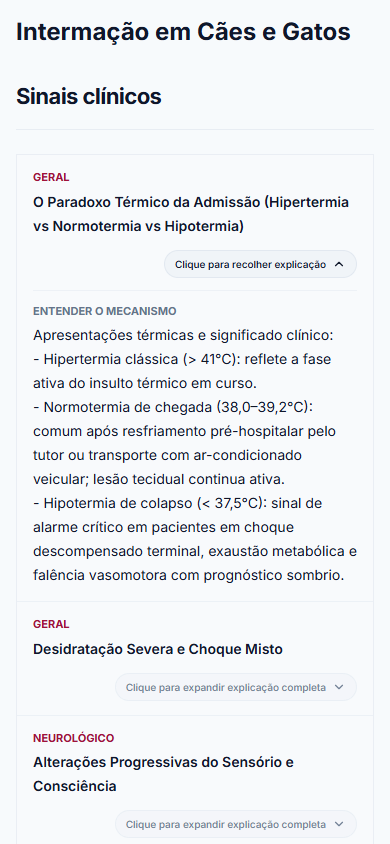 Intermação em Cães e Gatos
Sinais clínicos
GERAL
O Paradoxo Térmico da Admissão (Hipertermia
vs Normotermia vs Hipotermia)
Clique para recolher explicação
ENTENDER O MECANISMO
Apresentações térmicas e significado clínico:
- Hipertermia clássica (> 41°C): reflete a fase
ativa do insulto térmico em curso.
- Normotermia de chegada (38,0–39,2°C):
comum após resfriamento pré-hospitalar pelo
tutor ou transporte com ar-condicionado
veicular; lesão tecidual continua ativa.
- Hipotermia de colapso (< 37,5°C): sinal de
alarme crítico em pacientes em choque
descompensado terminal, exaustão metabólica e
falência vasomotora com prognóstico sombrio.
GERAL
Desidratação Severa e Choque Misto
Clique para expandir explicação completa
NEUROLÓGICO
Alterações Progressivas do Sensório e
Consciência
Clique para expandir explicação completa